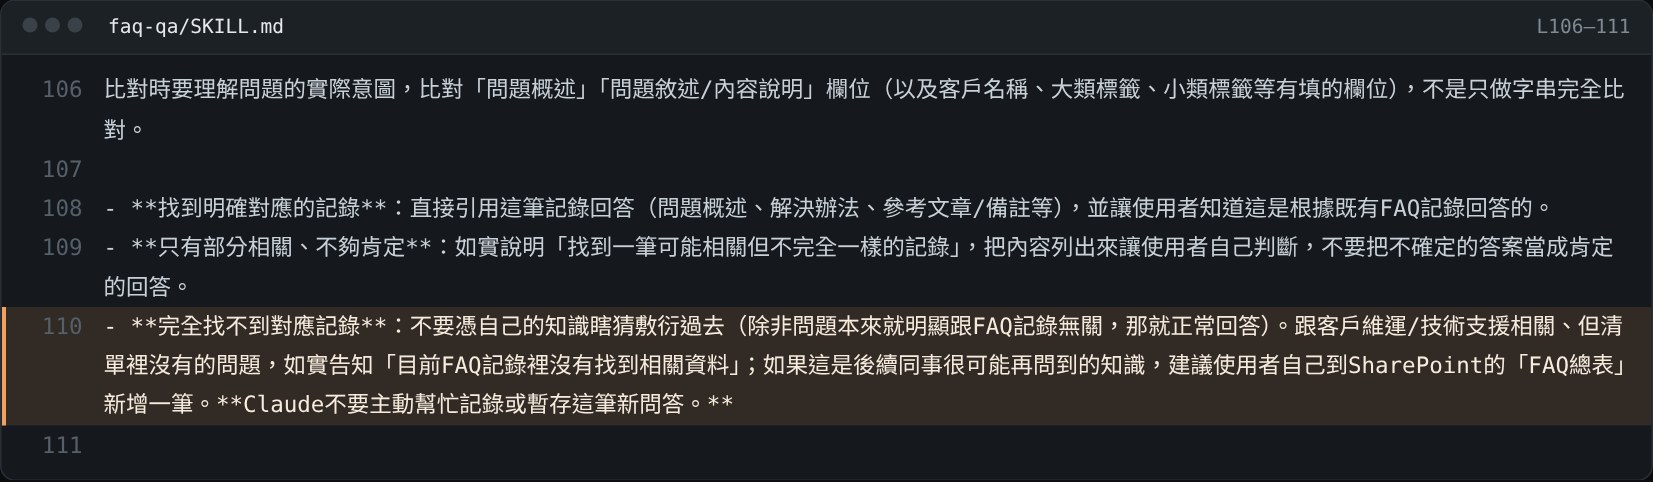 faq-qa/SKILL.md
L106–111
106 比對時要理解問題的實際意圖，比對「問題概述」「問題敘述/內容說明」欄位（以及客戶名稱、大類標籤、小類標籤等有填的欄位），不是只做字串完全比
對。
107
108 - **找到明確對應的記錄**：直接引用這筆記錄回答（問題概述、解決辦法、參考文章/備註等），並讓使用者知道這是根據既有FAQ記錄回答的。
109 - **只有部分相關、不夠肯定**：如實說明「找到一筆可能相關但不完全一樣的記錄」，把內容列出來讓使用者自己判斷，不要把不確定的答案當成肯定
的回答。
110 - **完全找不到對應記錄**：不要憑自己的知識瞎猜敷衍過去（除非問題本來就明顯跟FAQ記錄無關，那就正常回答）。跟客戶維運/技術支援相關、但清
單裡沒有的問題，如實告知「目前FAQ記錄裡沒有找到相關資料」；如果這是後續同事很可能再問到的知識，建議使用者自己到SharePoint的「FAQ總表」
新增一筆。**Claude不要主動幫忙記錄或暫存這筆新問答。**
111